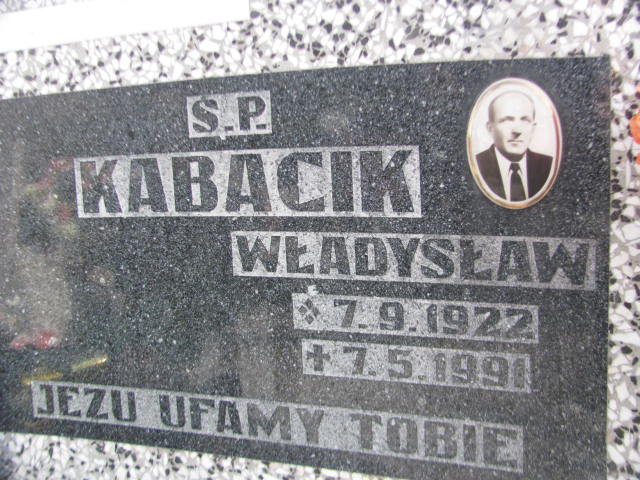 Ś.P.
KABACIK
WŁADYSŁAW
7.9.1922
† 7.5.1991
JEZU UFAMY TOBIE